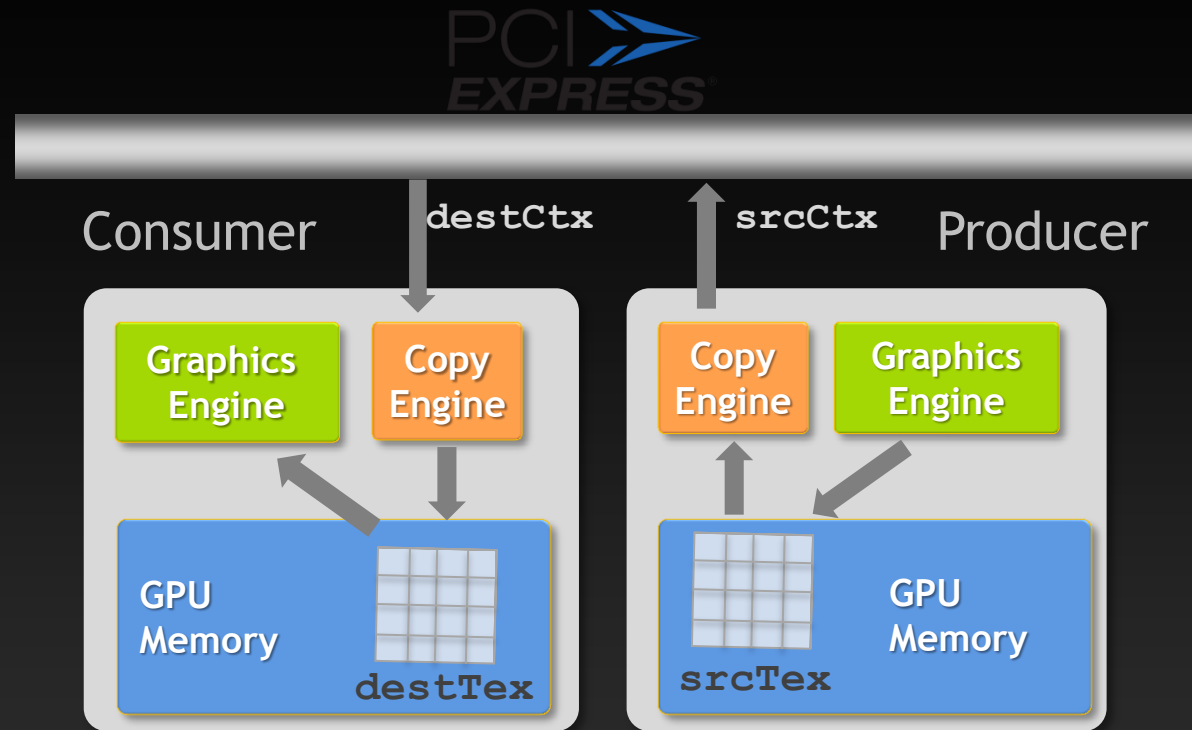 PCI
EXPRESS®
Consumer
destCtx
srcCtx
Producer
Graphics
Engine
Copy
Engine
Copy
Engine
Graphics
Engine
GPU
Memory
destTex
srcTex
GPU
Memory